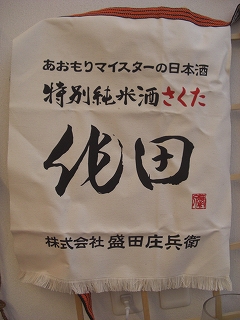 あおもりマイスターの日本酒
特別純米酒さくた
作田
株式会社 盛田庄兵衛